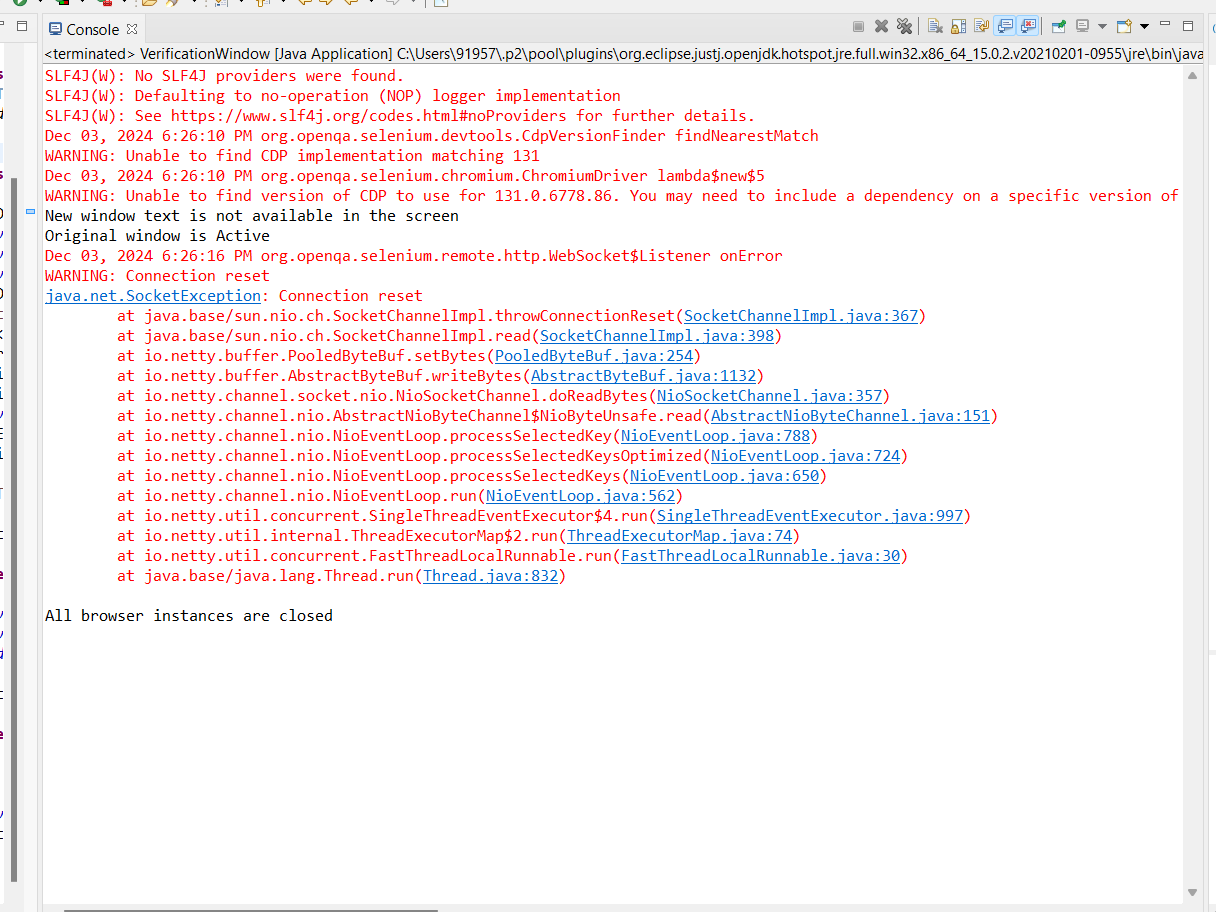 Console
<terminated> VerificationWindow [Java Application] C:\Users\91957\.p2\pool\plugins\org.eclipse.justj.openjdk.hotspot.jre.full.win32.x86_64_15.0.2.v20210201-0955\jre\bin\java
SLF4J(W): No SLF4J providers were found.
SLF4J(W): Defaulting to no-operation (NOP) logger implementation
SLF4J(W): See https://www.slf4j.org/codes.html#noProviders for further details.
Dec 03, 2024 6:26:10 PM org.openqa.selenium.devtools.CdpVersionFinder findNearestMatch
WARNING: Unable to find CDP implementation matching 131
Dec 03, 2024 6:26:10 PM org.openqa.selenium.chromium.ChromiumDriver lambda$new$5
WARNING: Unable to find version of CDP to use for 131.0.6778.86. You may need to include a dependency on a specific version of
New window text is not available in the screen
Original window is Active
Dec 03, 2024 6:26:16 PM org.openqa.selenium.remote.http.WebSocket$Listener onError
WARNING: Connection reset
java.net.SocketException: Connection reset
at java.base/sun.nio.ch.SocketChannelImpl.throwConnectionReset(SocketChannelImpl.java:367)
at java.base/sun.nio.ch.SocketChannelImpl.read(SocketChannelImpl.java:398)
at io.netty.buffer.PooledByteBuf.setBytes(PooledByteBuf.java:254)
at io.netty.buffer.AbstractByteBuf.writeBytes(AbstractByteBuf.java:1132)
at io.netty.channel.socket.nio.NioSocketChannel.doReadBytes(NioSocketChannel.java:357)
at io.netty.channel.nio.AbstractNioByteChannel$NioByteUnsafe.read(AbstractNioByteChannel.java:151)
at io.netty.channel.nio.NioEventLoop.processSelectedKey(NioEventLoop.java:788)
at io.netty.channel.nio.NioEventLoop.processSelectedKeysOptimized(NioEventLoop.java:724)
at io.netty.channel.nio.NioEventLoop.processSelectedKeys(NioEventLoop.java:650)
at io.netty.channel.nio.NioEventLoop.run(NioEventLoop.java:562)
at io.netty.util.concurrent.SingleThreadEventExecutor$4.run(SingleThreadEventExecutor.java:997)
at io.netty.util.internal.ThreadExecutorMap$2.run(ThreadExecutorMap.java:74)
at io.netty.util.concurrent.FastThreadLocalRunnable.run(FastThreadLocalRunnable.java:30)
at java.base/java.lang.Thread.run(Thread.java:832)
All browser instances are closed